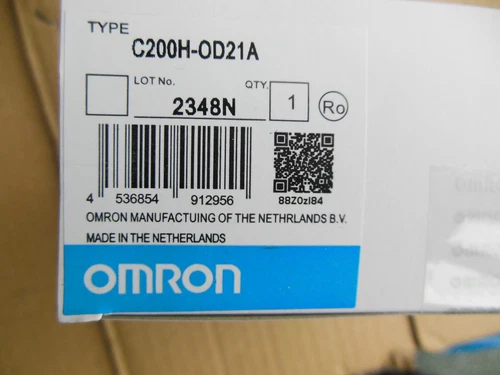 TYPE
C200H-OD21A
LOT No.
QTY.
2348N
1
Ro
4 536854 912956
88Z0zI84
OMRON MANUFACTUING OF THE NETHRLANDS B.V.
MADE IN THE NETHERLANDS
OMRON